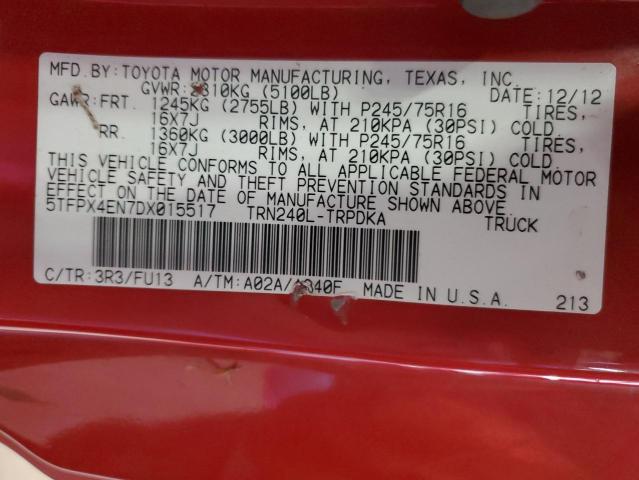 MFD.BY:TOYOTA MOTOR MANUFACTURING, TEXAS, INC.
GVWR:2310KG (5100LB) DATE:12/12
GAWR:FRT. 1245KG (2755LB) WITH P245/75R16 TIRES,
16X7J RIMS, AT 210KPA (30PSI) COLD.
RR. 1360KG (3000LB) WITH P245/75R16 TIRES,
16X7J RIMS, AT 210KPA (30PSI) COLD.
THIS VEHICLE CONFORMS TO ALL APPLICABLE FEDERAL MOTOR
VEHICLE SAFETY AND THEFT PREVENTION STANDARDS IN
EFFECT ON THE DATE OF MANUFACTURE SHOWN ABOVE.
5TFPX4EN7DX015517 TRN240L-TRPDKA TRUCK
C/TR:3R3/FU13 A/TM:A02A/A340F MADE IN U.S.A. 213